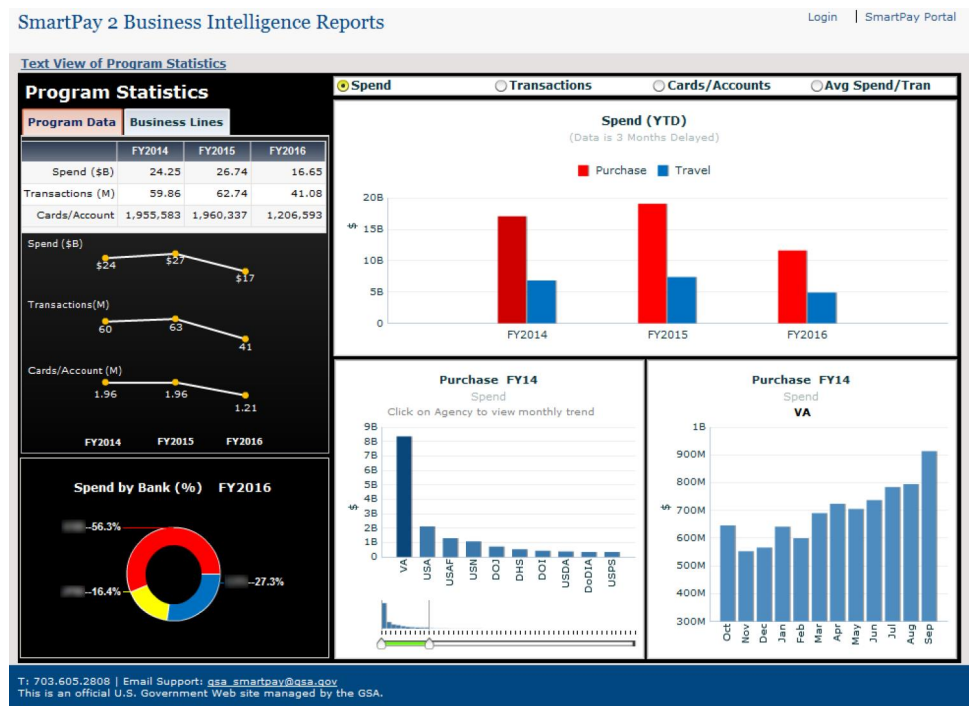 SmartPay 2 Business Intelligence Reports
Login | SmartPay Portal
Text View of Program Statistics
Program Statistics
Program Data Business Lines
FY2014 FY2015 FY2016
Spend ($B) 24.25 26.74 16.65
Transactions (M) 59.86 62.74 41.08
Cards/Account 1,955,583 1,960,337 1,206,593
Spend ($B)
$24 $27 $17
Transactions(M)
60 63 41
Cards/Account (M)
1.96 1.96 1.21
FY2014 FY2015 FY2016
Spend by Bank (%) FY2016
--56.3%
--27.3%
--16.4%
Spend Transactions Cards/Accounts Avg Spend/Tran
Spend (YTD)
(Data is 3 Months Delayed)
Purchase Travel
$
20B
15B
10B
5B
0
FY2014 FY2015 FY2016
Purchase FY14
Spend
Click on Agency to view monthly trend
$
9B
8B
7B
6B
5B
4B
3B
2B
1B
0
VA USA USAF USN DOJ DHS DOI USDA DoDIA USPS
Purchase FY14
Spend
VA
$
1B
900M
800M
700M
600M
500M
400M
300M
Oct Nov Dec Jan Feb Mar Apr May Jun Jul Aug Sep
T: 703.605.2808 | Email Support: gsa_smartpay@gsa.gov
This is an official U.S. Government Web site managed by the GSA.